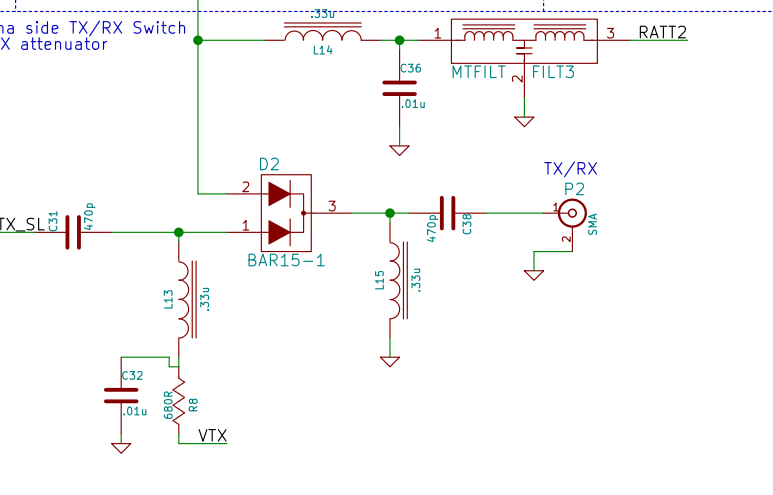 .33u
na side TX/RX Switch
X attenuator
L14
1
3
RATT2
C36
MTFILT
2
FILT3
.01u
D2
TX/RX
2
P2
TX_SL
C31
470p
1
3
470p
C38
1
SMA
2
BAR15-1
L13
.33u
L15
.33u
C32
.01u
680R
R8
VTX